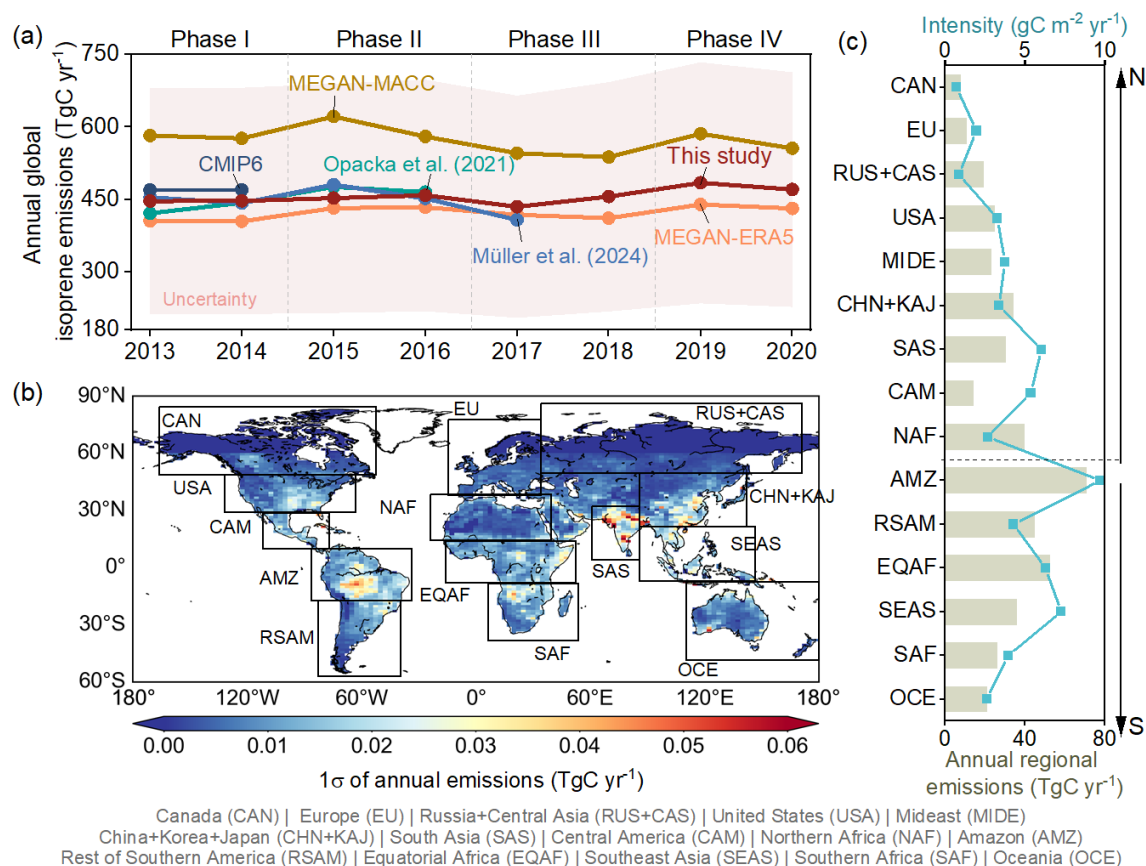 (a)
Phase I
Phase II
Phase III
Phase IV
Annual global
isoprene emissions (TgC yr⁻¹)
750
600
450
300
180
MEGAN-MACC
CMIP6
Opacka et al. (2021)
This study
MEGAN-ERA5
Müller et al. (2024)
Uncertainty
2013
2014
2015
2016
2017
2018
2019
2020
(b)
90°N
60°N
30°N
0°
30°S
60°S
CAN
EU
RUS+CAS
USA
NAF
CHN+KAJ
CAM
SEAS
SAS
AMZ
EQAF
RSAM
SAF
OCE
180°
120°W
60°W
0°
60°E
120°E
180°
0.00
0.01
0.02
0.03
0.04
0.05
0.06
1σ of annual emissions (TgC yr⁻¹)
(c)
Intensity (gC m⁻² yr⁻¹)
0
5
10
N
CAN
EU
RUS+CAS
USA
MIDE
CHN+KAJ
SAS
CAM
NAF
AMZ
RSAM
EQAF
SEAS
SAF
OCE
S
0
40
80
Annual regional
emissions (TgC yr⁻¹)
Canada (CAN) | Europe (EU) | Russia+Central Asia (RUS+CAS) | United States (USA) | Mideast (MIDE)
China+Korea+Japan (CHN+KAJ) | South Asia (SAS) | Central America (CAM) | Northern Africa (NAF) | Amazon (AMZ)
Rest of Southern America (RSAM) | Equatorial Africa (EQAF) | Southeast Asia (SEAS) | Southern Africa (SAF) | Oceania (OCE)